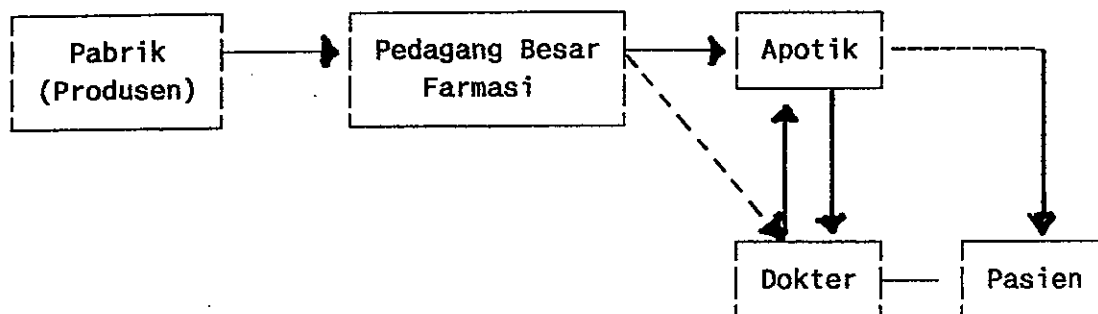 Pabrik
(Produsen)
Pedagang Besar
Farmasi
Apotik
Dokter
Pasien